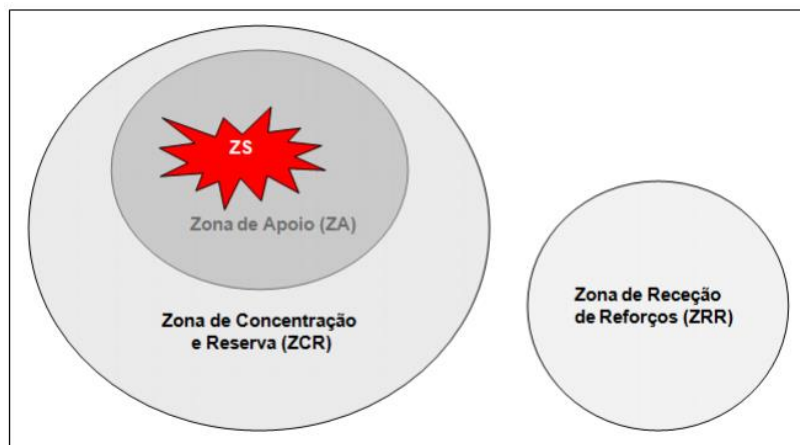 ZS
Zona de Apoio (ZA)
Zona de Concentração
e Reserva (ZCR)
Zona de Receção
de Reforços (ZRR)